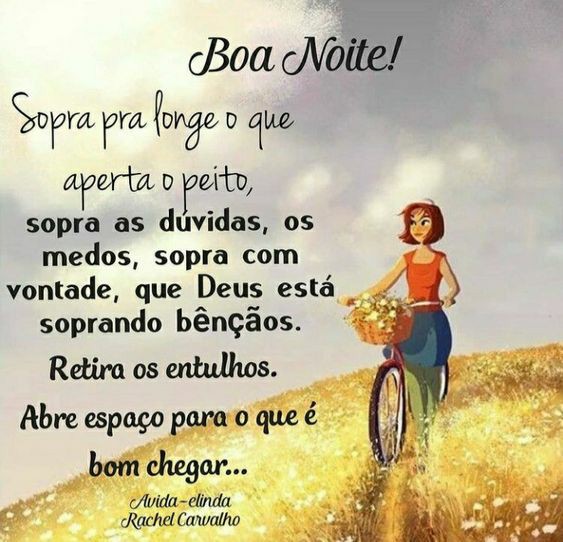 Boa Noite!
Sopra pra longe o que
aperta o peito,
sopra as dúvidas, os
medos, sopra com
vontade, que Deus está
soprando bênçãos.
Retira os entulhos.
Abre espaço para o que é
bom chegar...
Avida-elinda
Rachel Carvalho